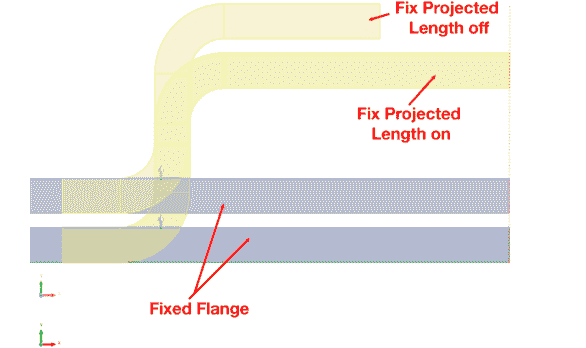 Fix Projected
Length off
Fix Projected
Length on
Fixed Flange